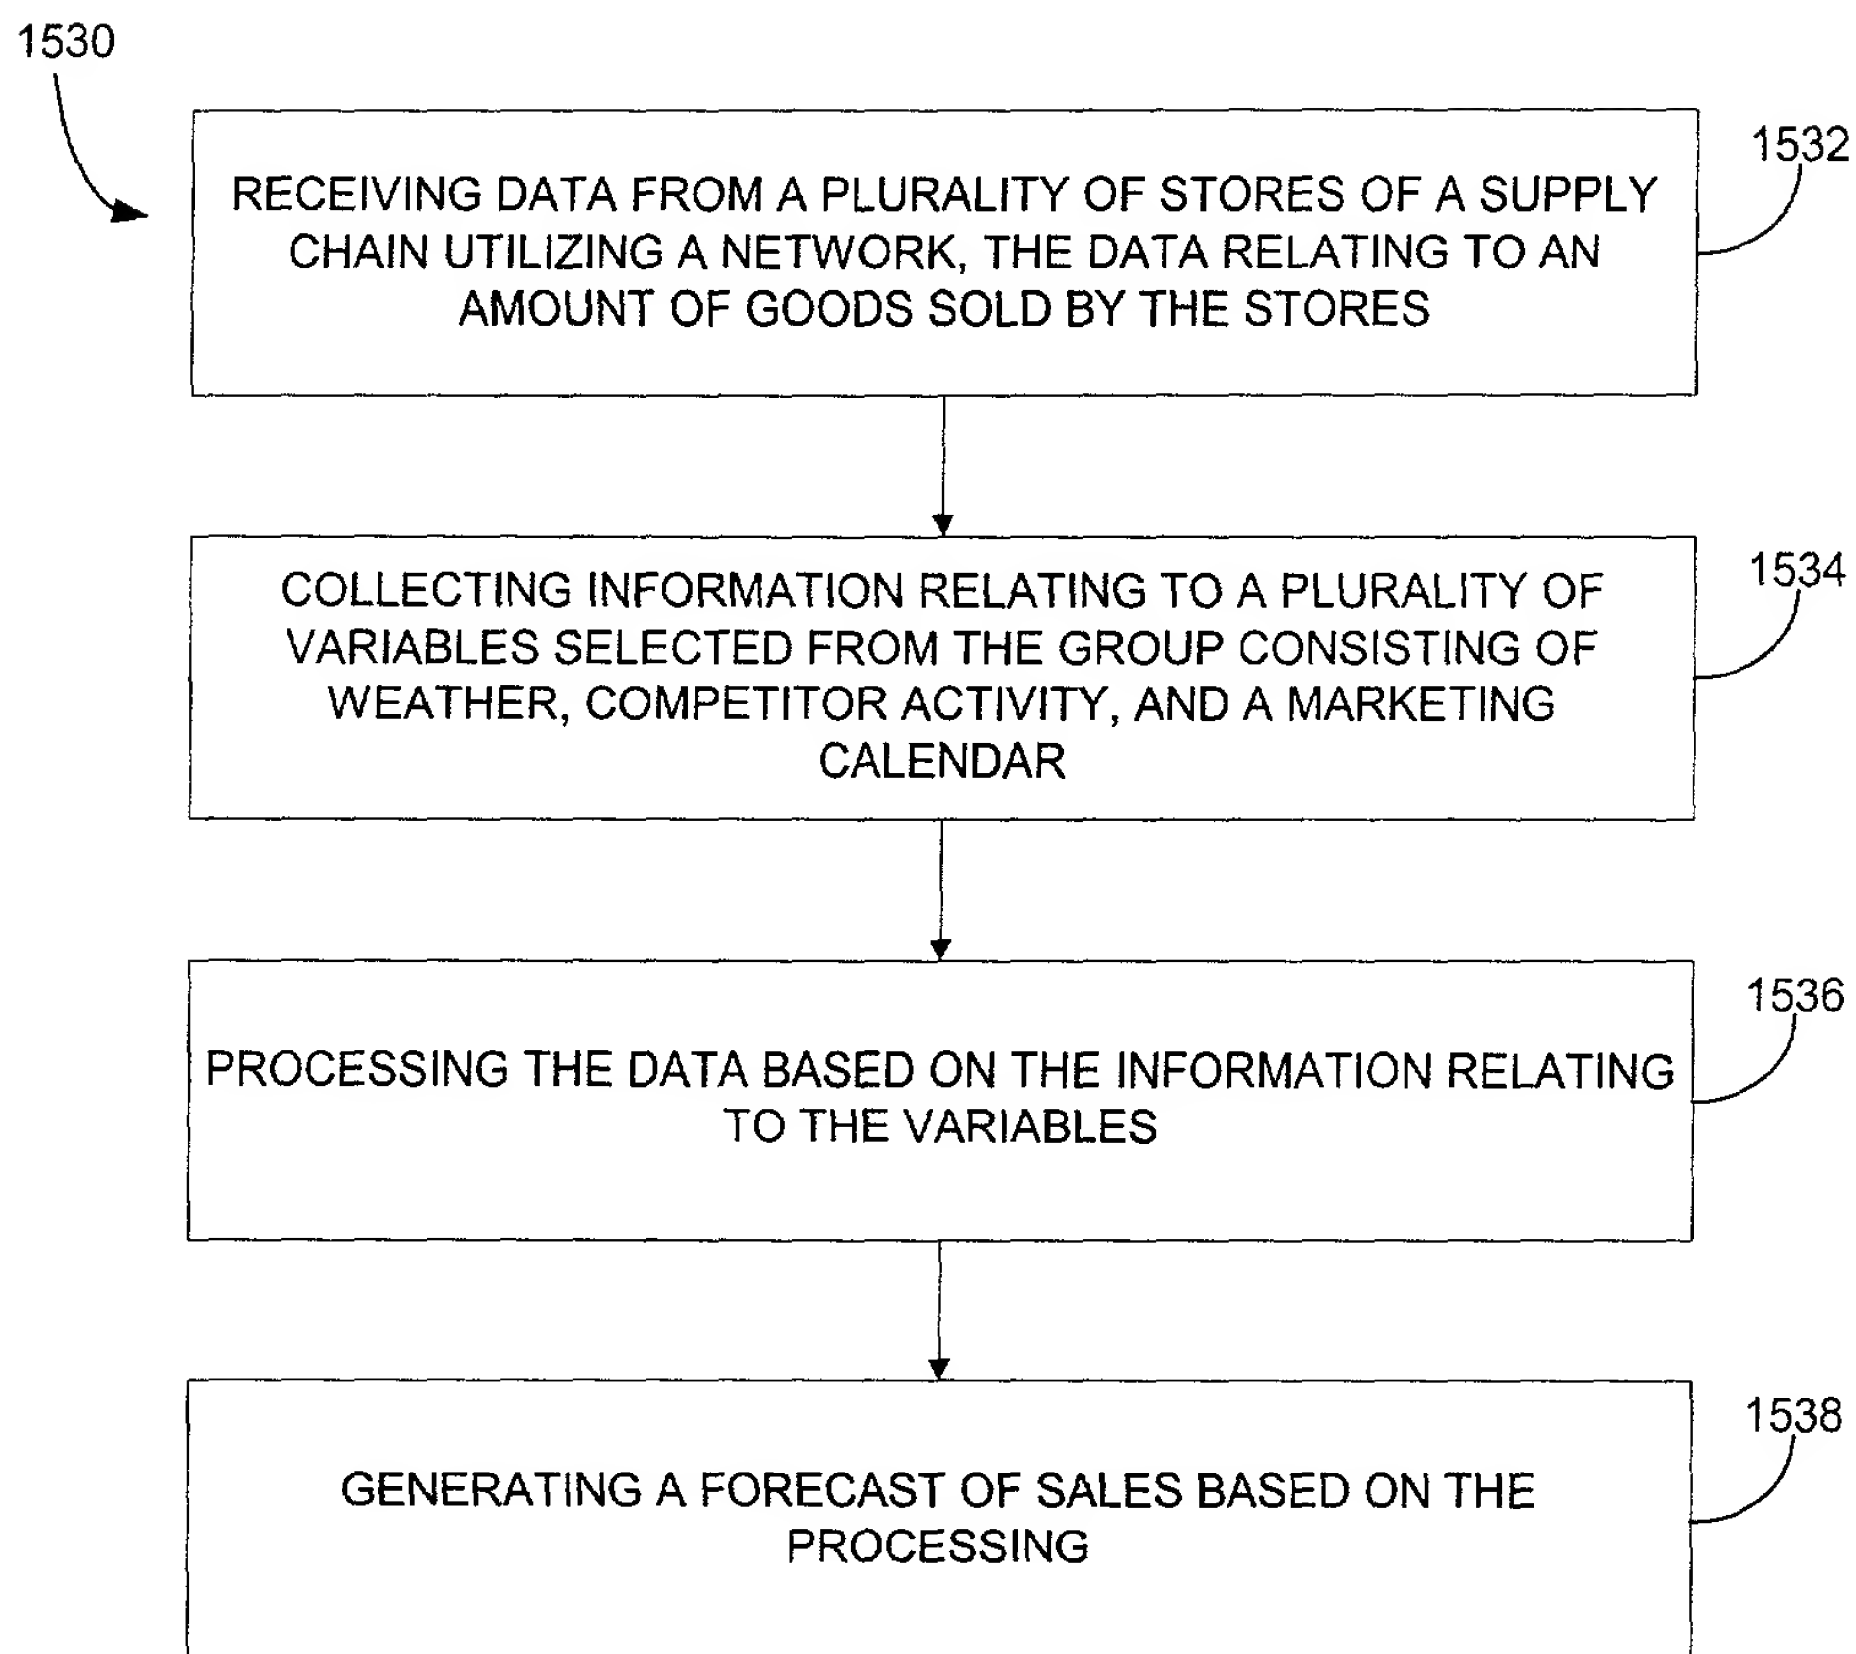 1530
1532
RECEIVING DATA FROM A PLURALITY OF STORES OF A SUPPLY
CHAIN UTILIZING A NETWORK, THE DATA RELATING TO AN
AMOUNT OF GOODS SOLD BY THE STORES
1534
COLLECTING INFORMATION RELATING TO A PLURALITY OF
VARIABLES SELECTED FROM THE GROUP CONSISTING OF
WEATHER, COMPETITOR ACTIVITY, AND A MARKETING
CALENDAR
1536
PROCESSING THE DATA BASED ON THE INFORMATION RELATING
TO THE VARIABLES
1538
GENERATING A FORECAST OF SALES BASED ON THE
PROCESSING